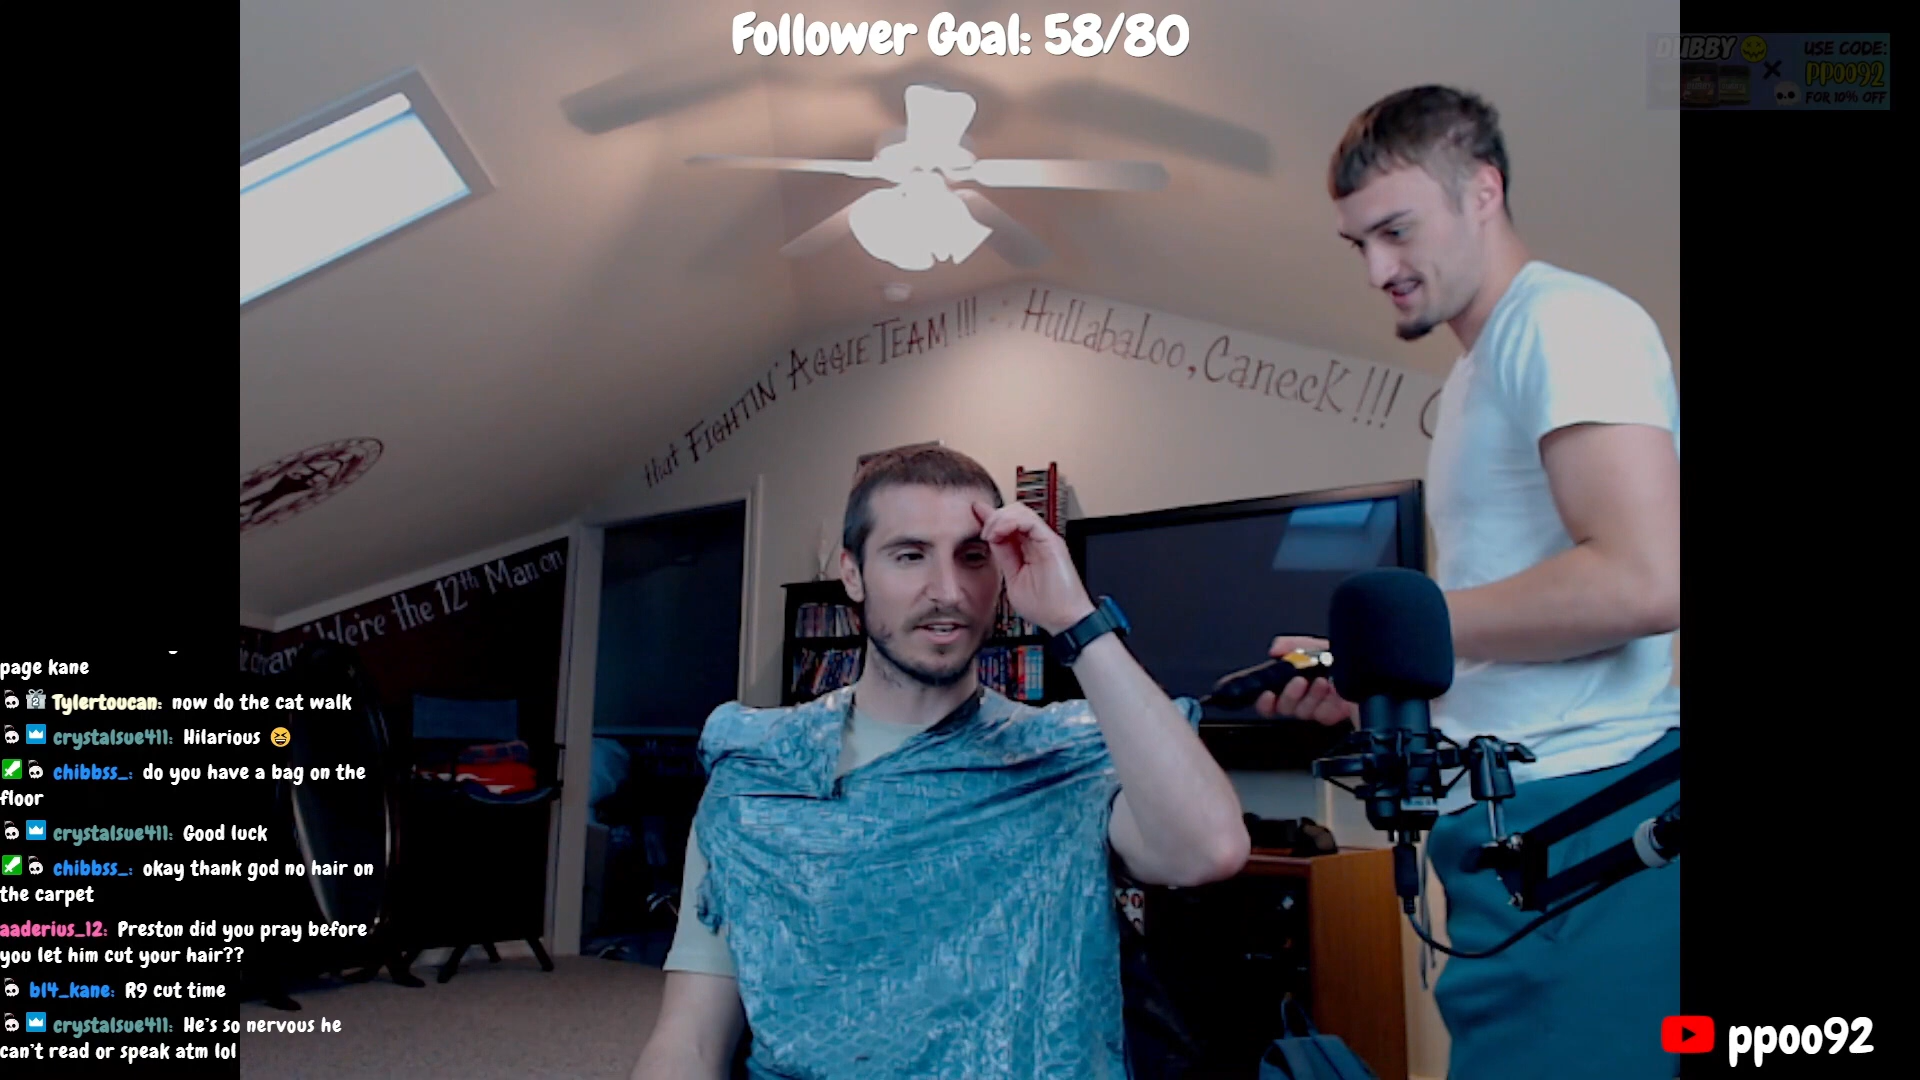 Follower Goal: 58/80
DUBBY
X
USE CODE:
PPOO92
FOR 10% OFF
that FIGHTIN' AGGIE TEAM !!! Hullabaloo, Caneck !!!
We're the 12th Man on
page kane
2 Tylertoucan: now do the cat walk
crystalsue411: Hilarious 😆
chibbss_: do you have a bag on the
floor
crystalsue411: Good luck
chibbss_: okay thank god no hair on
the carpet
aaderius_12: Preston did you pray before
you let him cut your hair??
bl4_kane: R9 cut time
crystalsue411: He's so nervous he
can't read or speak atm lol
ppoo92